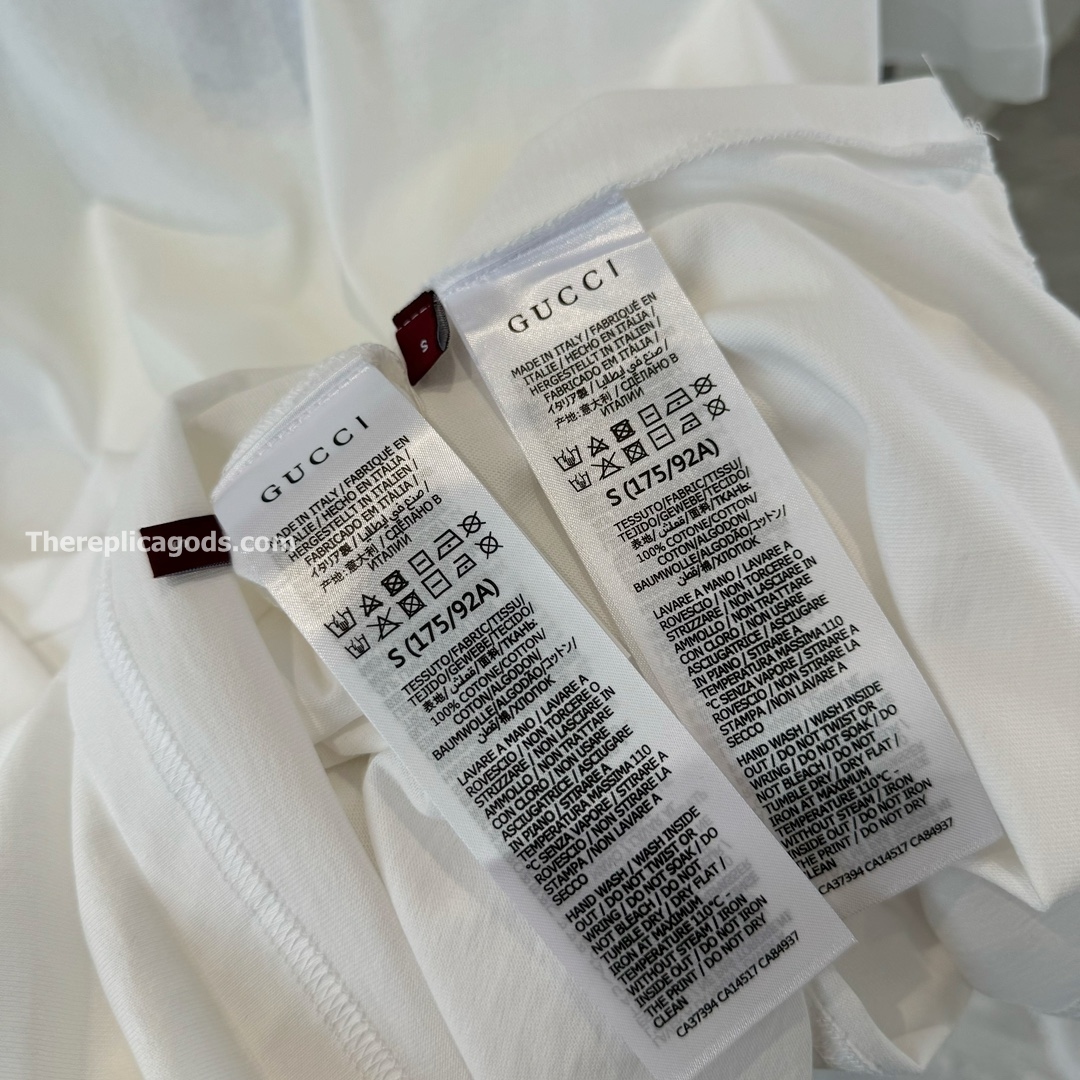 Thereplicagods.com
GUCCI
MADE IN ITALY / FABRIQUÉ EN
ITALIE / HECHO EN ITALIA /
HERGESTELLT IN ITALIEN /
FABRICADO EM ITÁLIA /
イタリア製 / صنع في إيطاليا / СДЕЛАНО В
产地: 意大利 / ИТАЛИИ
S (175/92A)
TESSUTO/FABRIC/TISSU/
TEJIDO/GEWEBE/TECIDO/
表地/قماش/面料/ТКАНЬ:
100% COTONE/COTTON/
COTON/ALGODON/
BAUMWOLLE/ALGODÃO/コットン/
قطن/棉/ХЛОПОК
LAVARE A MANO / LAVARE A
ROVESCIO / NON TORCERE O
STRIZZARE / NON LASCIARE IN
AMMOLLO / NON TRATTARE
CON CLORO / NON USARE
ASCIUGATRICE / ASCIUGARE
IN PIANO / STIRARE A
TEMPERATURA MASSIMA 110
°C SENZA VAPORE / STIRARE A
ROVESCIO / NON STIRARE LA
STAMPA / NON LAVARE A
SECCO
HAND WASH / WASH INSIDE
OUT / DO NOT TWIST OR
WRING / DO NOT SOAK / DO
NOT BLEACH / DO NOT
TUMBLE DRY / DRY FLAT /
IRON AT MAXIMUM
TEMPERATURE 110°C -
WITHOUT STEAM / IRON
INSIDE OUT / DO NOT IRON
THE PRINT / DO NOT DRY
CLEAN
CA37394 CA14517 CA84937
S
GUCCI
MADE IN ITALY / FABRIQUÉ EN
ITALIE / HECHO EN ITALIA /
HERGESTELLT IN ITALIEN /
FABRICADO EM ITÁLIA /
イタリア製 / صنع في إيطاليا / СДЕЛАНО В
产地: 意大利 / ИТАЛИИ
S (175/92A)
TESSUTO/FABRIC/TISSU/
TEJIDO/GEWEBE/TECIDO/
表地/قماش/面料/ТКАНЬ:
100% COTONE/COTTON/
COTON/ALGODON/
BAUMWOLLE/ALGODÃO/コットン/
قطن/棉/ХЛОПОК
LAVARE A MANO / LAVARE A
ROVESCIO / NON TORCERE O
STRIZZARE / NON LASCIARE IN
AMMOLLO / NON TRATTARE
CON CLORO / NON USARE
ASCIUGATRICE / ASCIUGARE
IN PIANO / STIRARE A
TEMPERATURA MASSIMA 110
°C SENZA VAPORE / STIRARE A
ROVESCIO / NON STIRARE LA
STAMPA / NON LAVARE A
SECCO
HAND WASH / WASH INSIDE
OUT / DO NOT TWIST OR
WRING / DO NOT SOAK / DO
NOT BLEACH / DO NOT
TUMBLE DRY / DRY FLAT /
IRON AT MAXIMUM
TEMPERATURE 110°C -
WITHOUT STEAM / IRON
INSIDE OUT / DO NOT IRON
THE PRINT / DO NOT DRY
CLEAN
CA37394 CA14517 CA84937